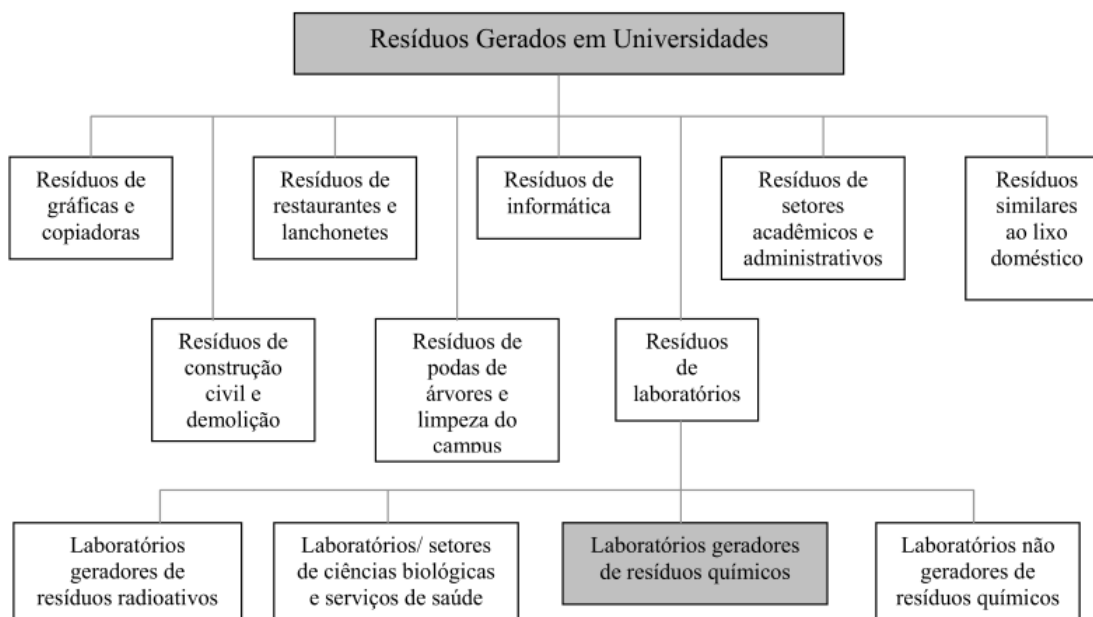 Resíduos Gerados em Universidades
Resíduos de
gráficas e
copiadoras
Resíduos de
restaurantes e
lanchonetes
Resíduos de
informática
Resíduos de
setores
acadêmicos e
administrativos
Resíduos
similares
ao lixo
doméstico
Resíduos de
construção
civil e
demolição
Resíduos de
podas de
árvores e
limpeza do
campus
Resíduos
de
laboratórios
Laboratórios
geradores de
resíduos radioativos
Laboratórios/ setores
de ciências biológicas
e serviços de saúde
Laboratórios geradores
de resíduos químicos
Laboratórios não
geradores de
resíduos químicos